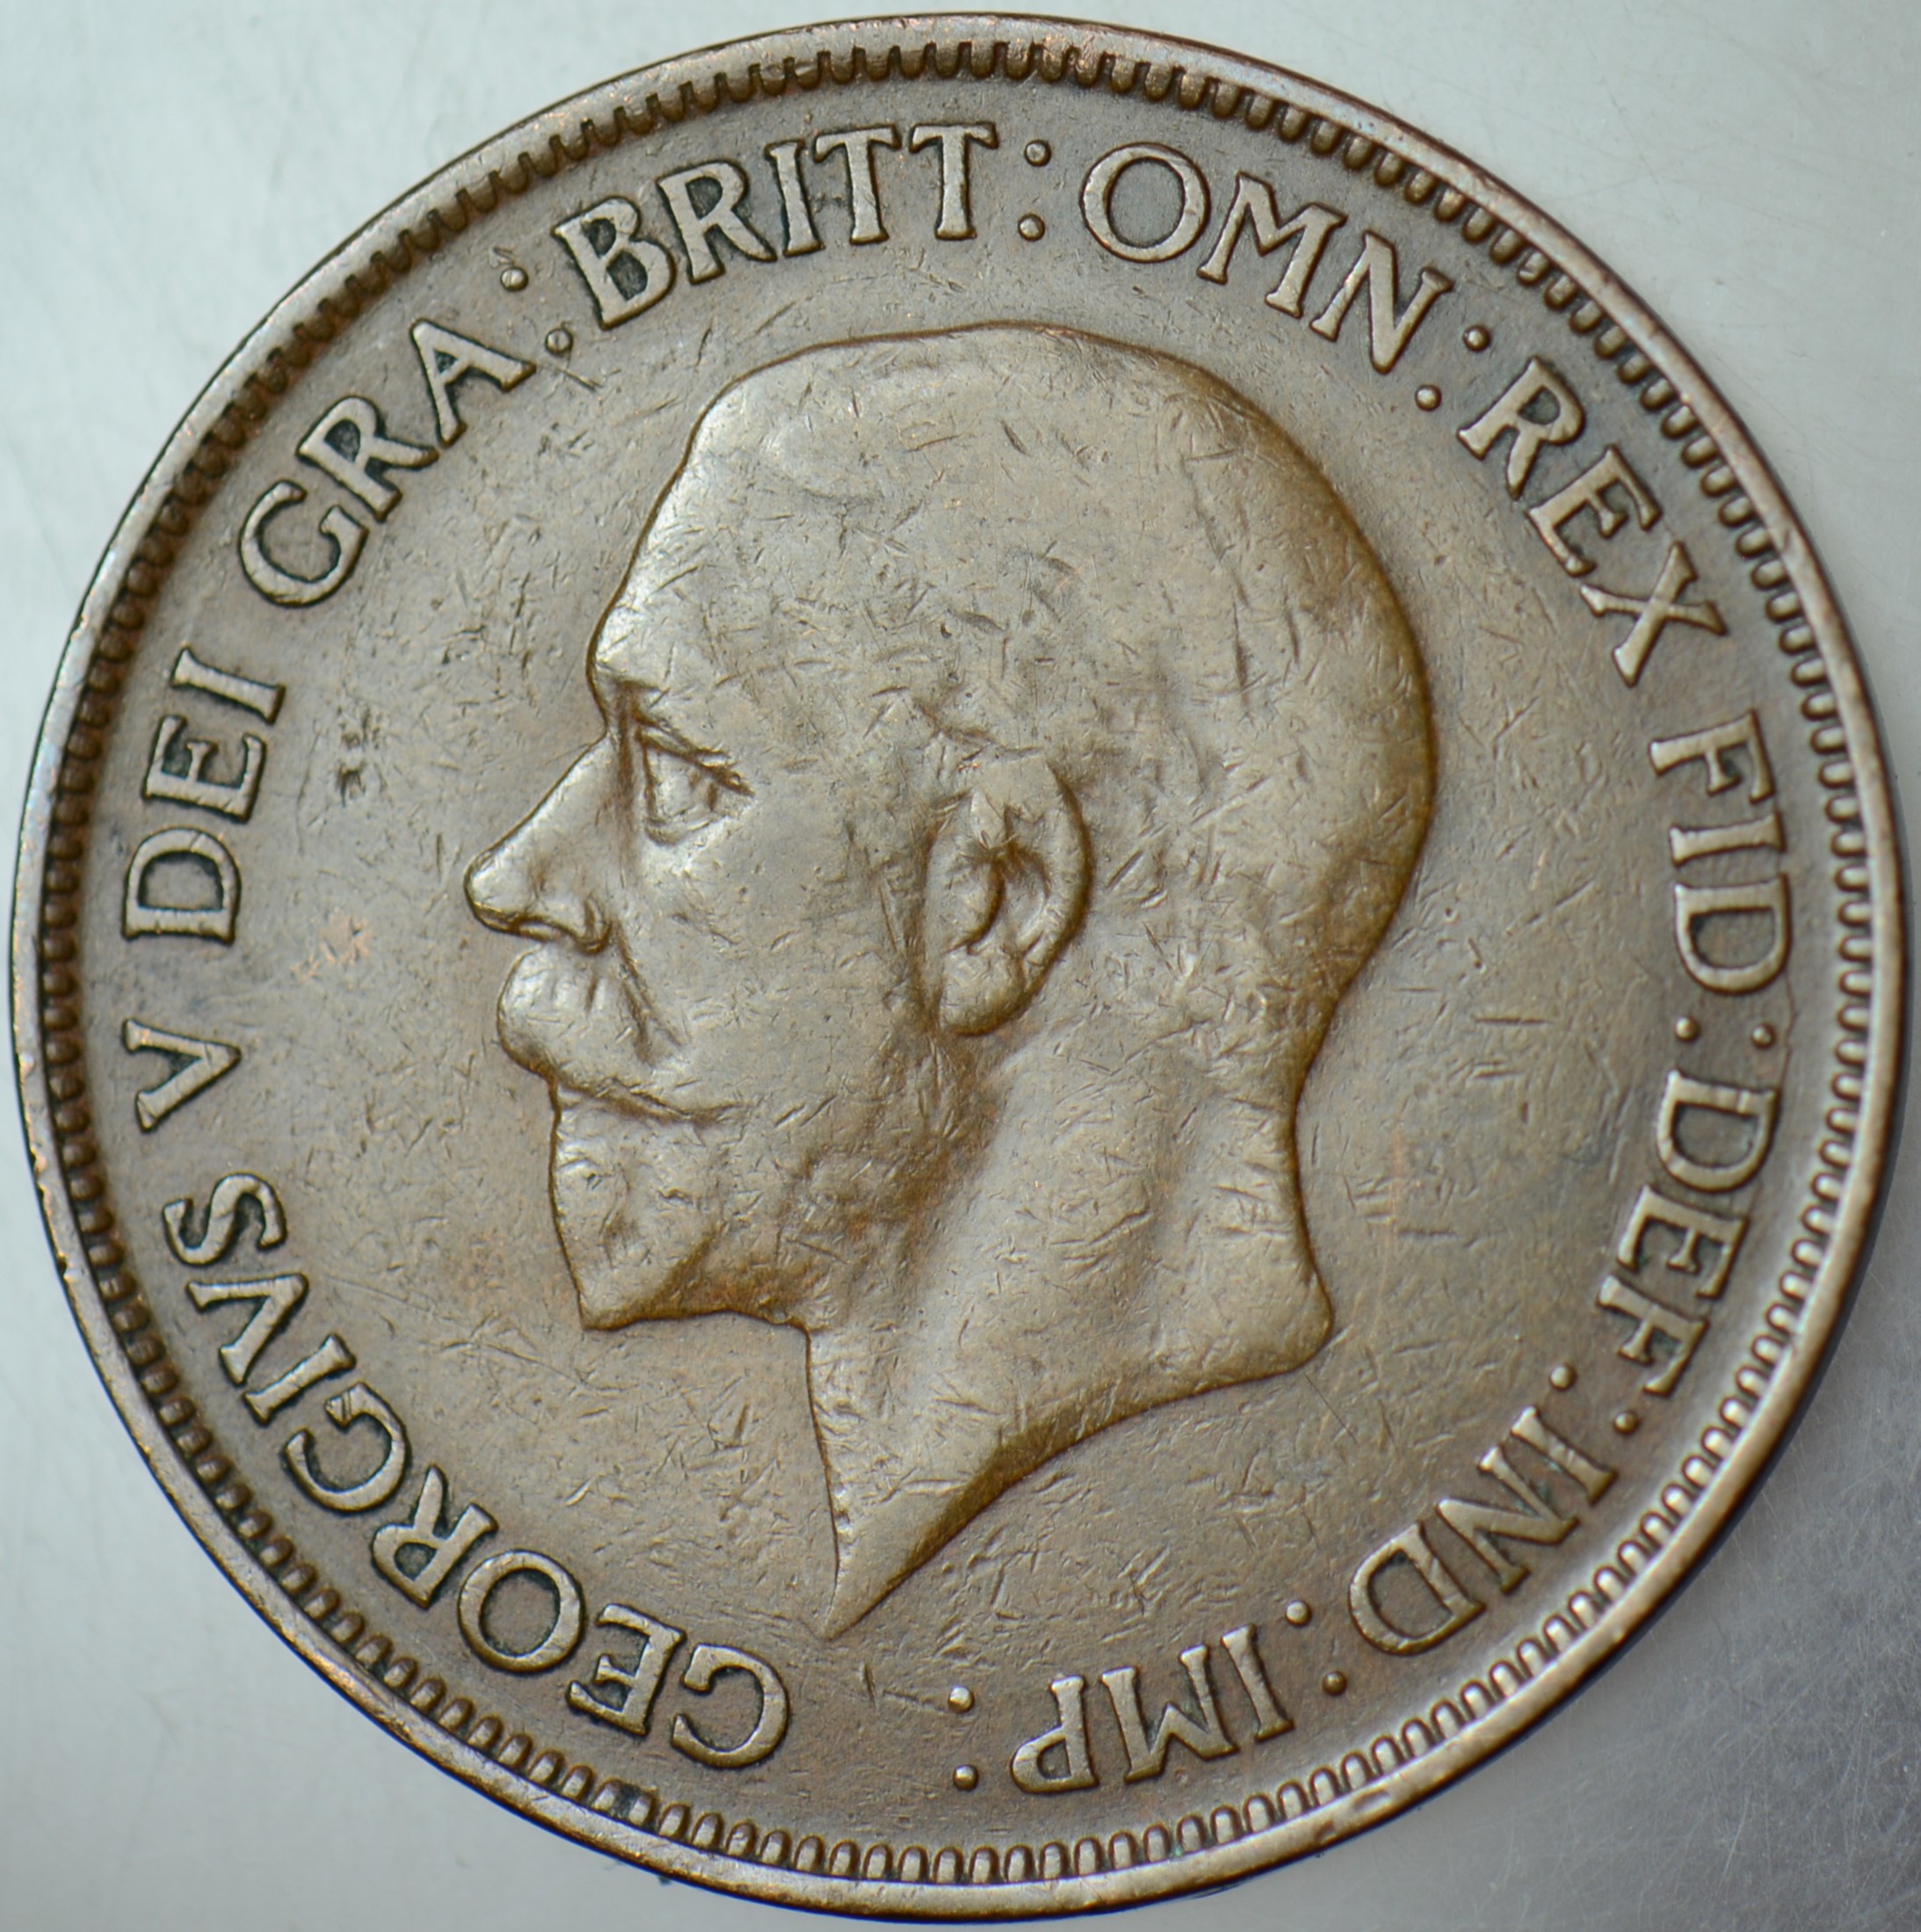 GEORGIVS V DEI GRA: BRITT: OMN: REX FID: DEF: IND: IMP: